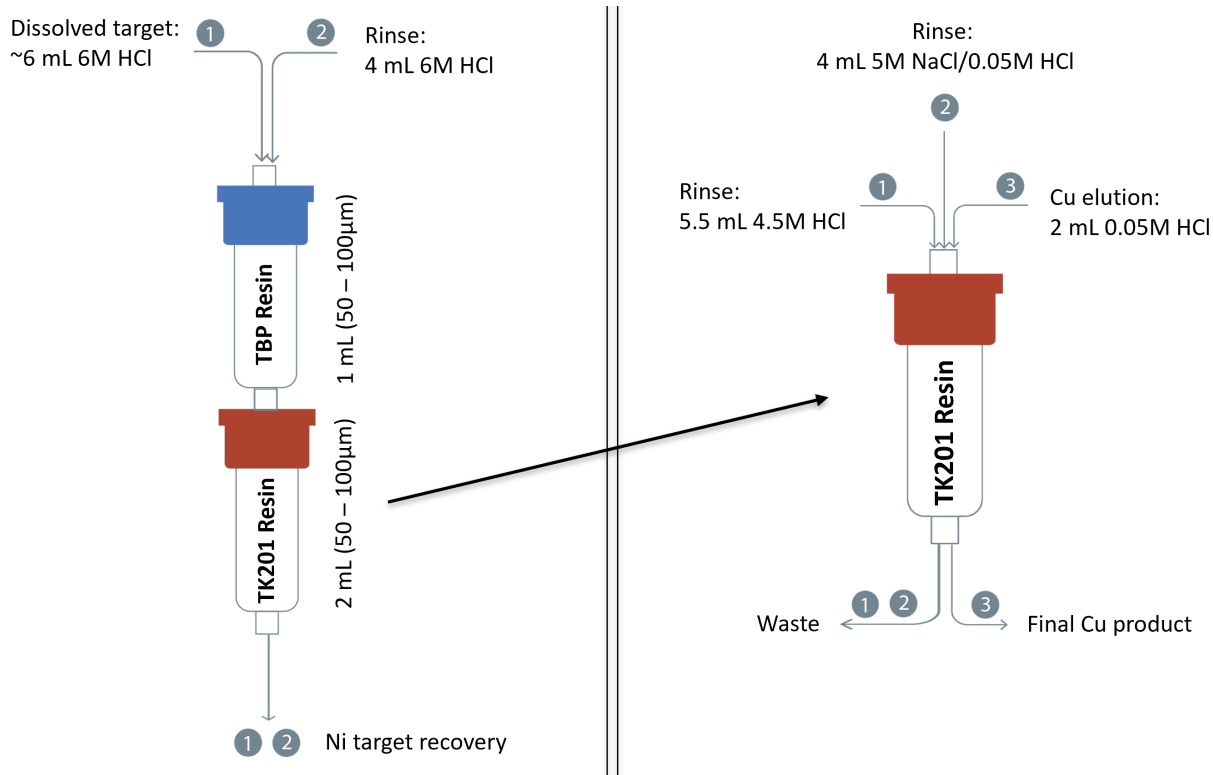 Dissolved target:
~6 mL 6M HCl
1
2
Rinse:
4 mL 6M HCl
TBP Resin
1 mL (50 – 100µm)
TK201 Resin
2 mL (50 – 100µm)
1
2
Ni target recovery
Rinse:
4 mL 5M NaCl/0.05M HCl
2
Rinse:
5.5 mL 4.5M HCl
1
3
Cu elution:
2 mL 0.05M HCl
TK201 Resin
Waste
1
2
3
Final Cu product